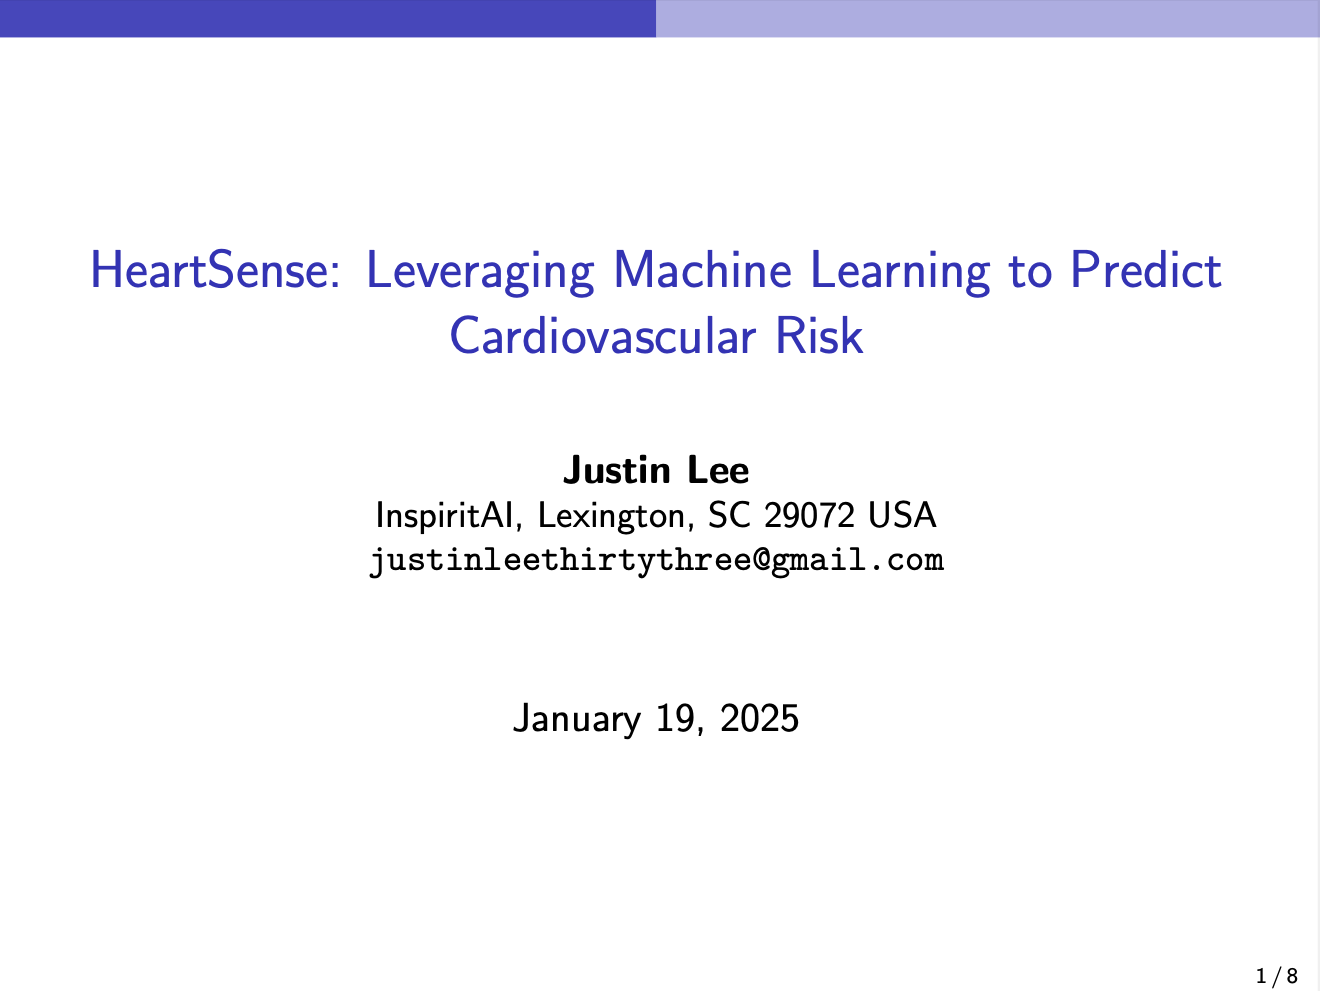 HeartSense: Leveraging Machine Learning to Predict
Cardiovascular Risk
Justin Lee
InspiritAI, Lexington, SC 29072 USA
justinleethirtythree@gmail.com
January 19, 2025
1 / 8